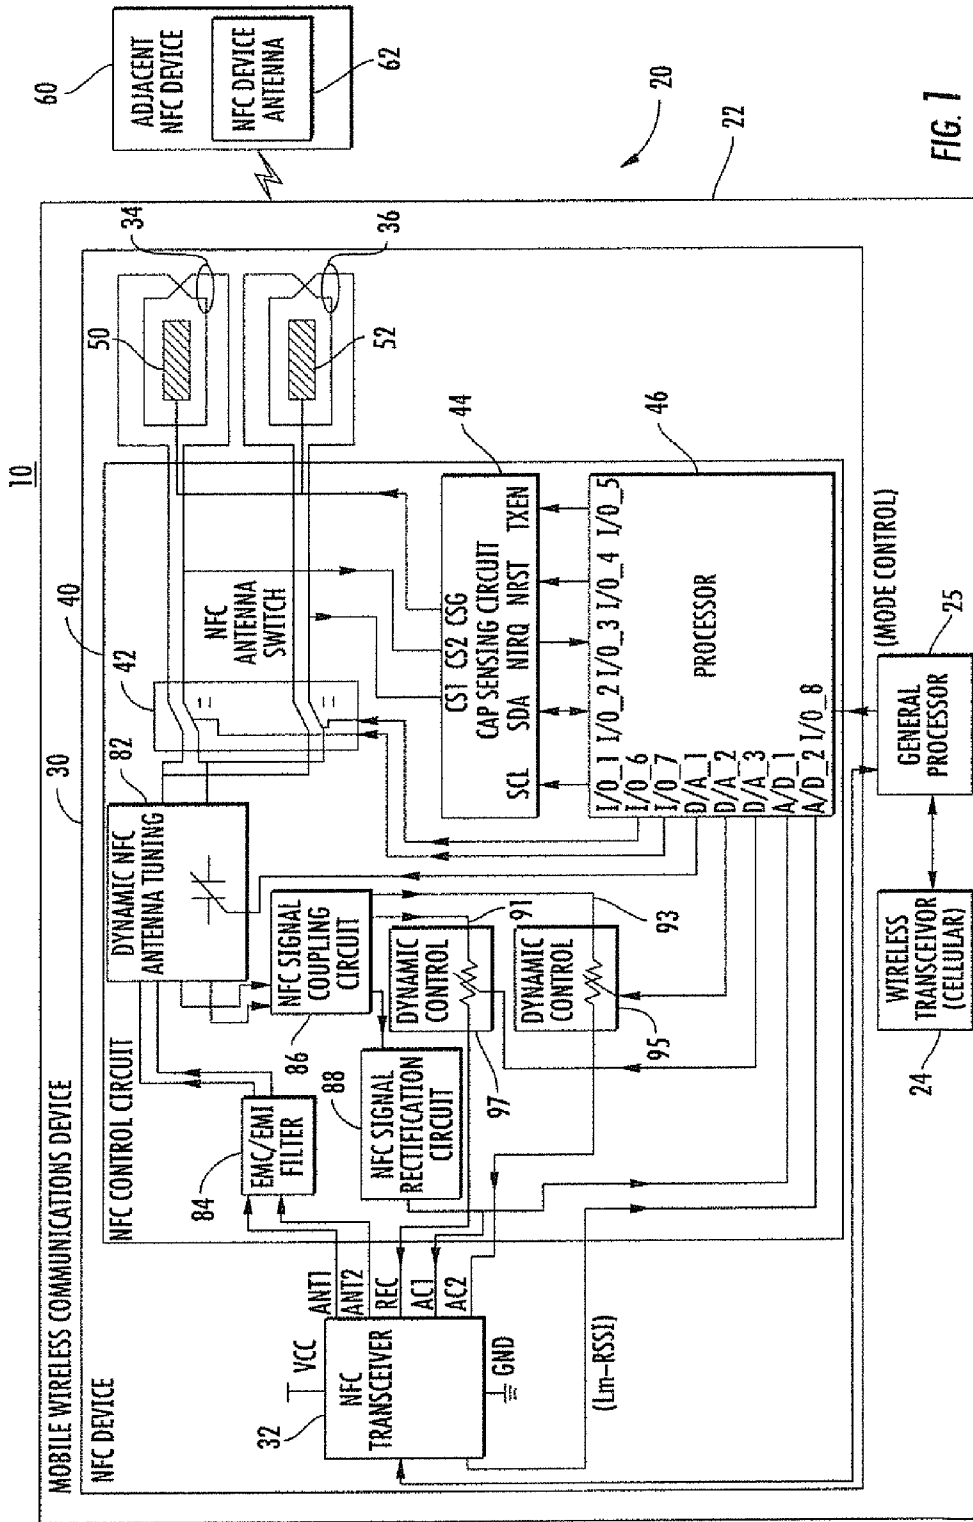 10
MOBILE WIRELESS COMMUNICATIONS DEVICE
NFC DEVICE
30
NFC CONTROL CIRCUIT
40
82
DYNAMIC NFC
ANTENNA TUNING
42
NFC
ANTENNA
SWITCH
50
34
52
36
60
ADJACENT
NFC DEVICE
NFC DEVICE
ANTENNA
62
84
EMC/EMI
FILTER
86
NFC SIGNAL
COUPLING
CIRCUIT
88
NFC SIGNAL
RECTIFICATION
CIRCUIT
DYNAMIC
CONTROL
91
97
DYNAMIC
CONTROL
93
95
44
CS1 CS2 CSG
CAP SENSING CIRCUIT
SCL SDA NIRQ NRST TXEN
46
I/O_1 I/O_2 I/O_3 I/O_4 I/O_5
I/O_6
I/O_7
D/A_1
D/A_2
D/A_3
A/D_1
A/D_2 I/O_8
PROCESSOR
32
VCC
NFC
TRANSCEIVER
GND
ANT1
ANT2
REC
AC1
AC2
(Lm-RSSI)
24
WIRELESS
TRANSCEIVOR
(CELLULAR)
GENERAL
PROCESSOR
25
(MODE CONTROL)
20
22
FIG. 1